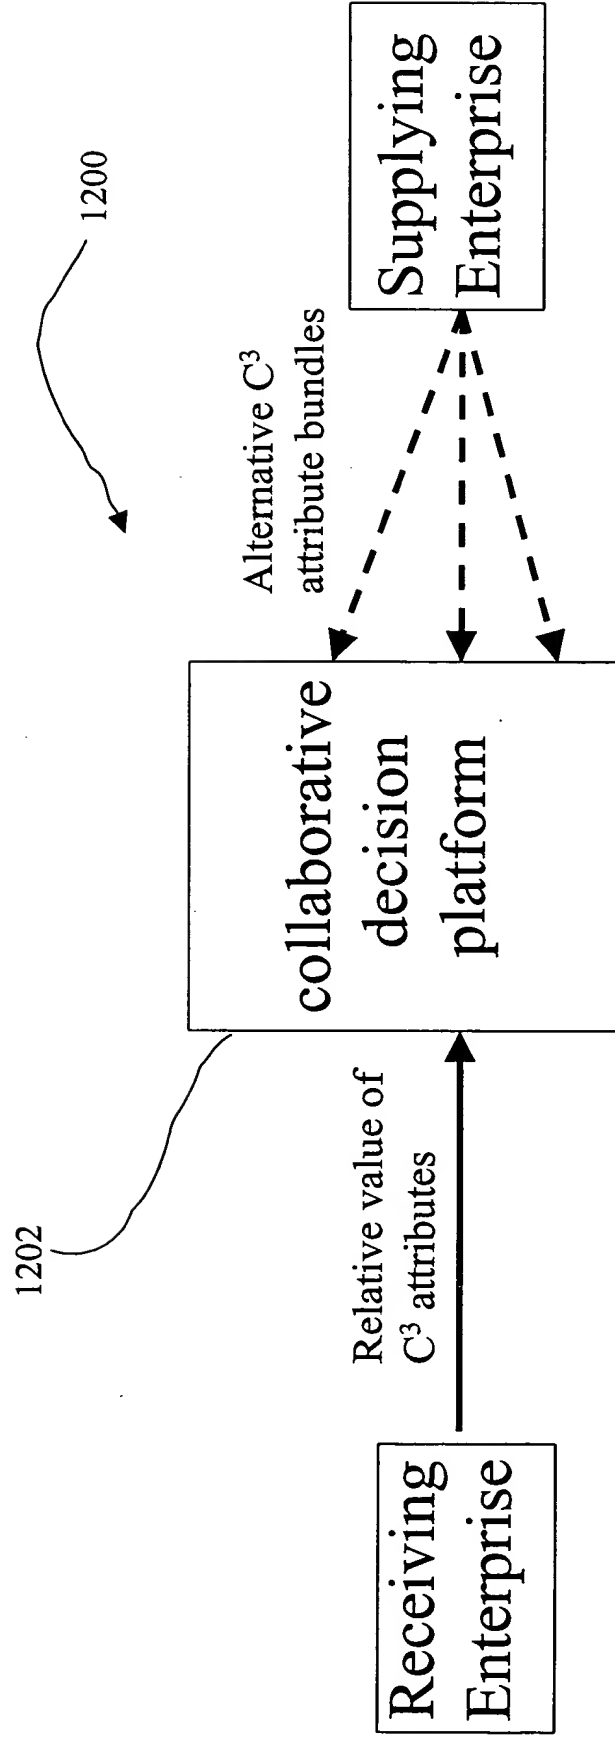 1200
1202
Receiving
Enterprise
Relative value of
C³ attributes
collaborative
decision
platform
Alternative C³
attribute bundles
Supplying
Enterprise